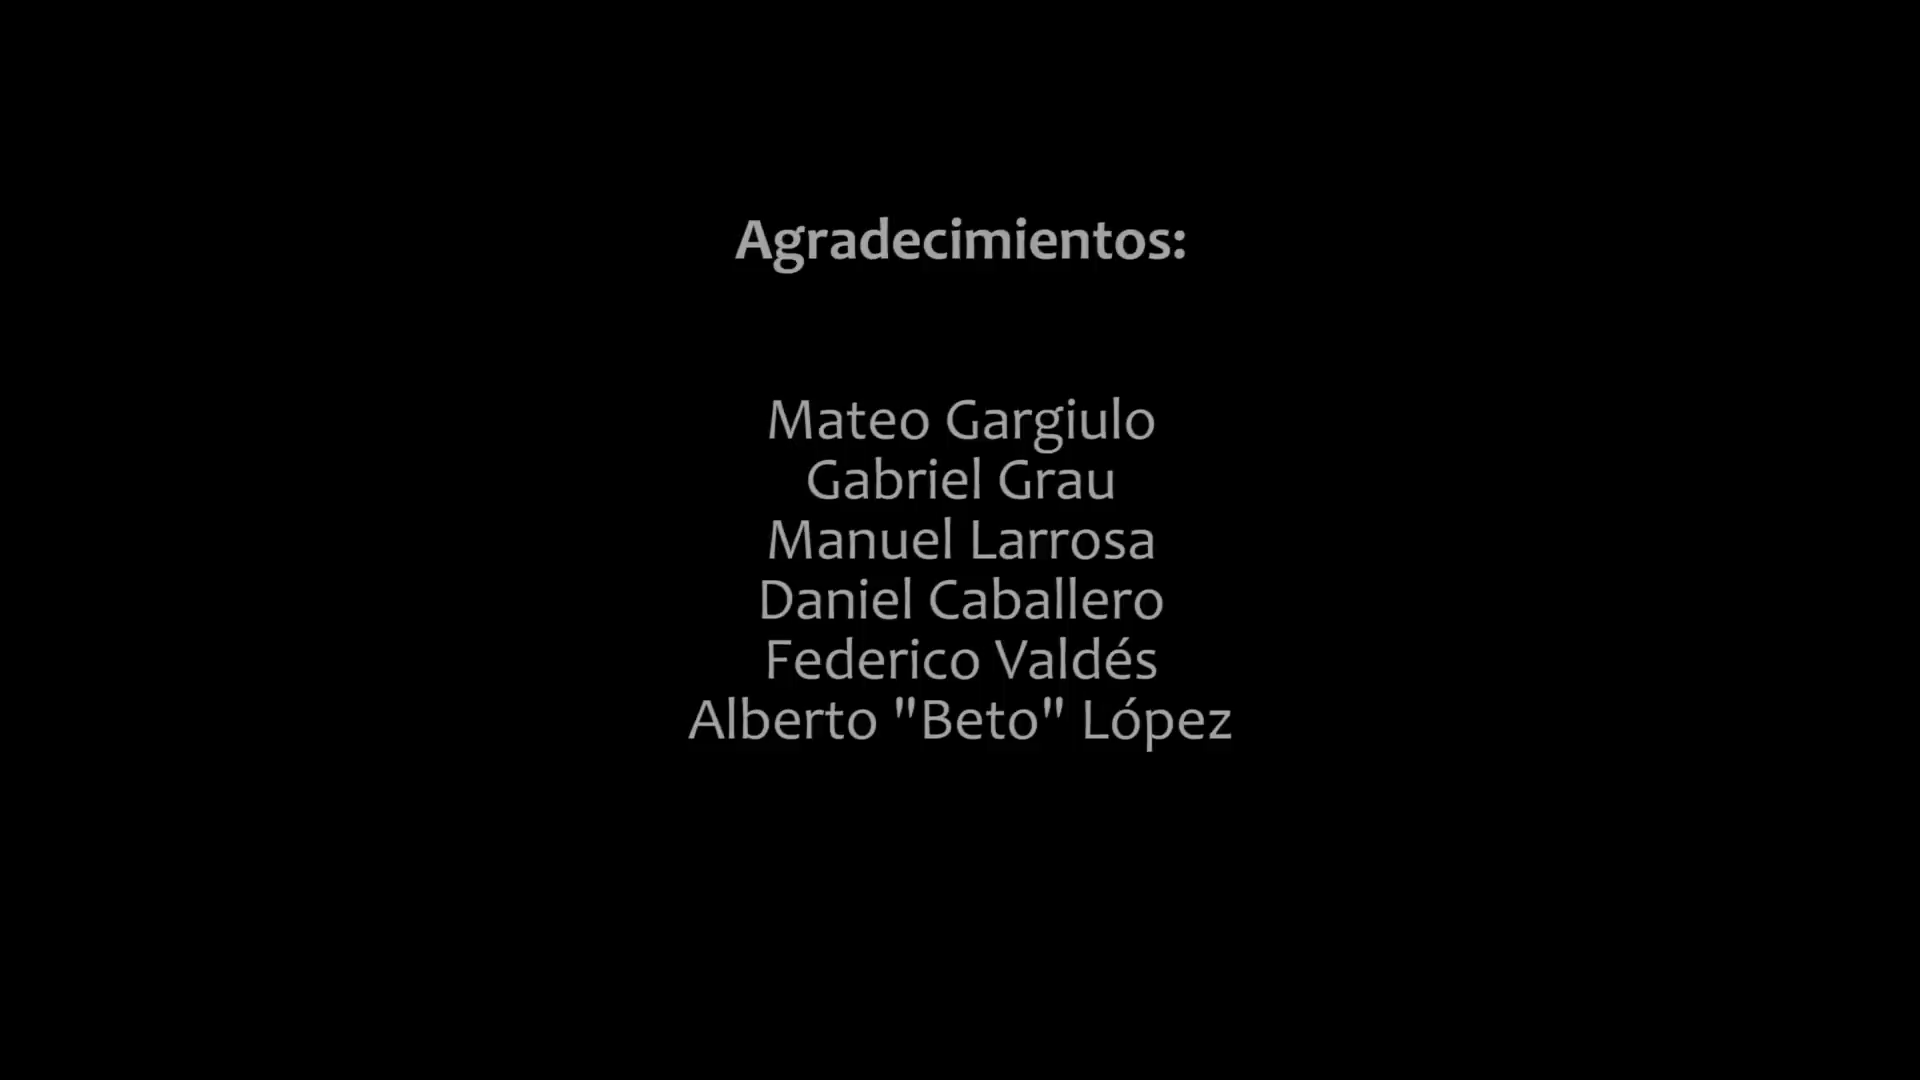 Agradecimientos:
Mateo Gargiulo
Gabriel Grau
Manuel Larrosa
Daniel Caballero
Federico Valdés
Alberto "Beto" López